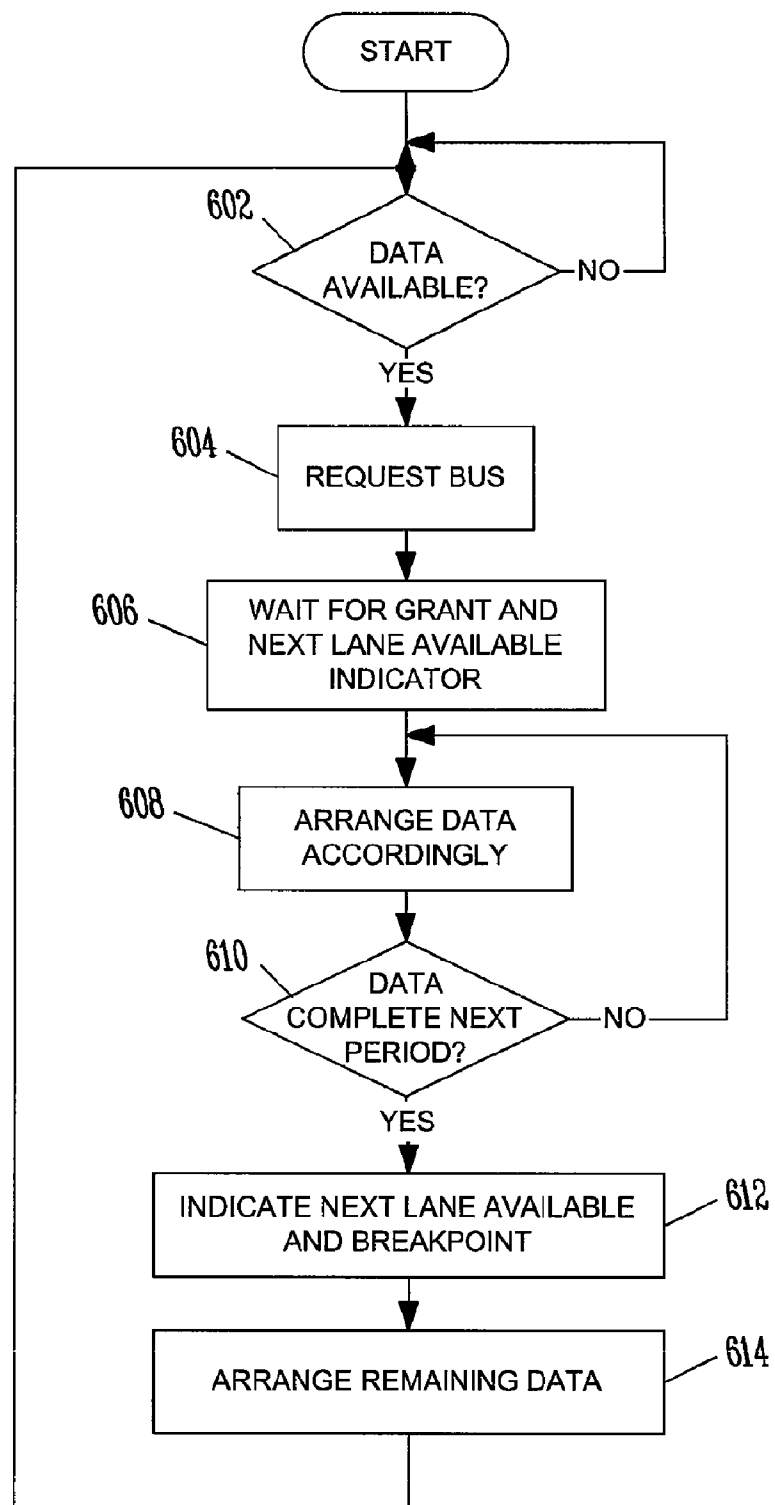 START
602
DATA
AVAILABLE?
NO
YES
604
REQUEST BUS
606
WAIT FOR GRANT AND
NEXT LANE AVAILABLE
INDICATOR
608
ARRANGE DATA
ACCORDINGLY
610
DATA
COMPLETE NEXT
PERIOD?
NO
YES
INDICATE NEXT LANE AVAILABLE
AND BREAKPOINT
612
ARRANGE REMAINING DATA
614